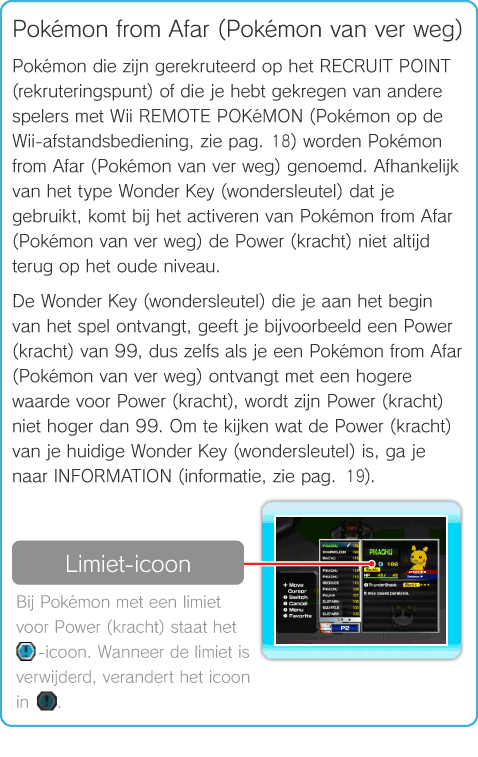 Pokémon from Afar (Pokémon van ver weg)
Pokémon die zijn gerekruteerd op het RECRUIT POINT
(rekruteringspunt) of die je hebt gekregen van andere
spelers met Wii REMOTE POKéMON (Pokémon op de
Wii-afstandsbediening, zie pag. 18) worden Pokémon
from Afar (Pokémon van ver weg) genoemd. Afhankelijk
van het type Wonder Key (wondersleutel) dat je
gebruikt, komt bij het activeren van Pokémon from Afar
(Pokémon van ver weg) de Power (kracht) niet altijd
terug op het oude niveau.
De Wonder Key (wondersleutel) die je aan het begin
van het spel ontvangt, geeft je bijvoorbeeld een Power
(kracht) van 99, dus zelfs als je een Pokémon from Afar
(Pokémon van ver weg) ontvangt met een hogere
waarde voor Power (kracht), wordt zijn Power (kracht)
niet hoger dan 99. Om te kijken wat de Power (kracht)
van je huidige Wonder Key (wondersleutel) is, ga je
naar INFORMATION (informatie, zie pag. 19).
Limiet-icoon
Bij Pokémon met een limiet
voor Power (kracht) staat het
-icoon. Wanneer de limiet is
verwijderd, verandert het icoon
in .
PIKACHU
CHARMELEON
PICHU
PIKACHU
PIKACHU
GEODUDE
PICHU
CLEFAIRY
SQUIRTLE
CLEFAIRY
P2
Move
Cursor
Switch
Cancel
Menu
Favorite
PIKACHU
HP
ThunderShock
It may cause paralysis.